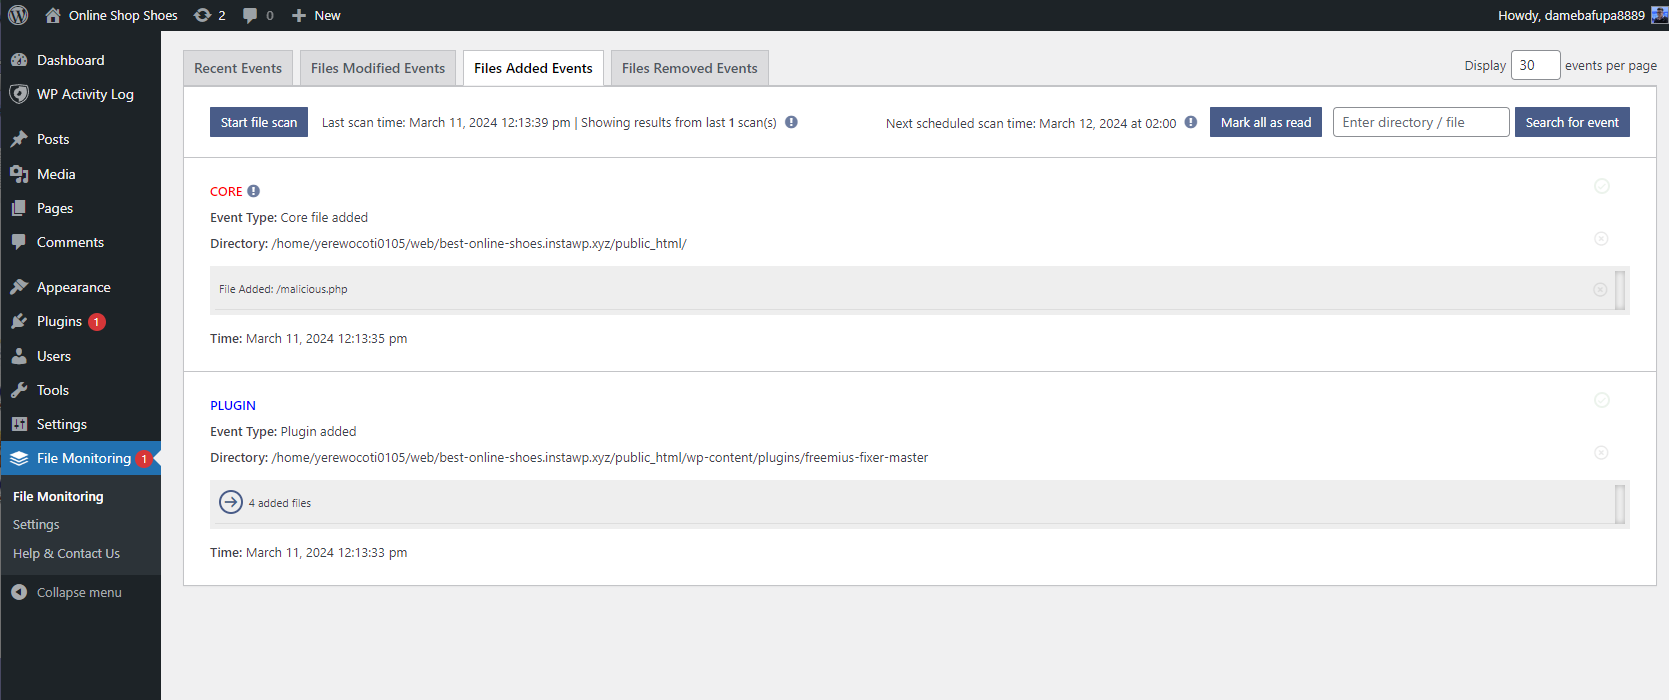 Online Shop Shoes 2 0 New Howdy, damebafupa8889
Dashboard
WP Activity Log
Posts
Media
Pages
Comments
Appearance
Plugins 1
Users
Tools
Settings
File Monitoring 1
File Monitoring
Settings
Help & Contact Us
Collapse menu
Recent Events Files Modified Events Files Added Events Files Removed Events Display 30 events per page
Start file scan Last scan time: March 11, 2024 12:13:39 pm | Showing results from last 1 scan(s) Next scheduled scan time: March 12, 2024 at 02:00 Mark all as read Enter directory / file Search for event
CORE
Event Type: Core file added
Directory: /home/yerewocoti0105/web/best-online-shoes.instawp.xyz/public_html/
File Added: /malicious.php
Time: March 11, 2024 12:13:35 pm
PLUGIN
Event Type: Plugin added
Directory: /home/yerewocoti0105/web/best-online-shoes.instawp.xyz/public_html/wp-content/plugins/freemius-fixer-master
4 added files
Time: March 11, 2024 12:13:33 pm